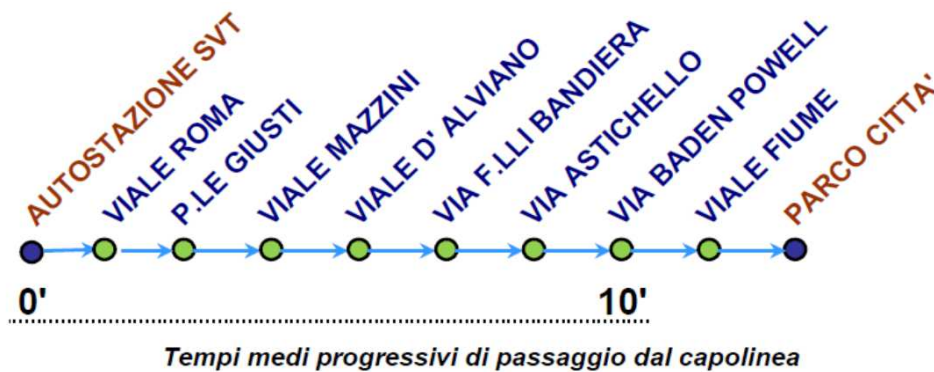 AUTOSTAZIONE SVT
VIALE ROMA
P.LE GIUSTI
VIALE MAZZINI
VIALE D' ALVIANO
VIA F.LLI BANDIERA
VIA ASTICHELLO
VIA BADEN POWELL
VIALE FIUME
PARCO CITTA'
0' 10'
Tempi medi progressivi di passaggio dal capolinea